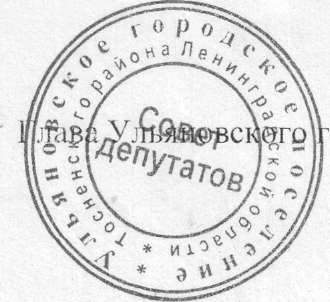 Ульяновское городское поселение *
Тосненского района Ленинградской области *
Совет
депутатов
Глава Ульяновского г